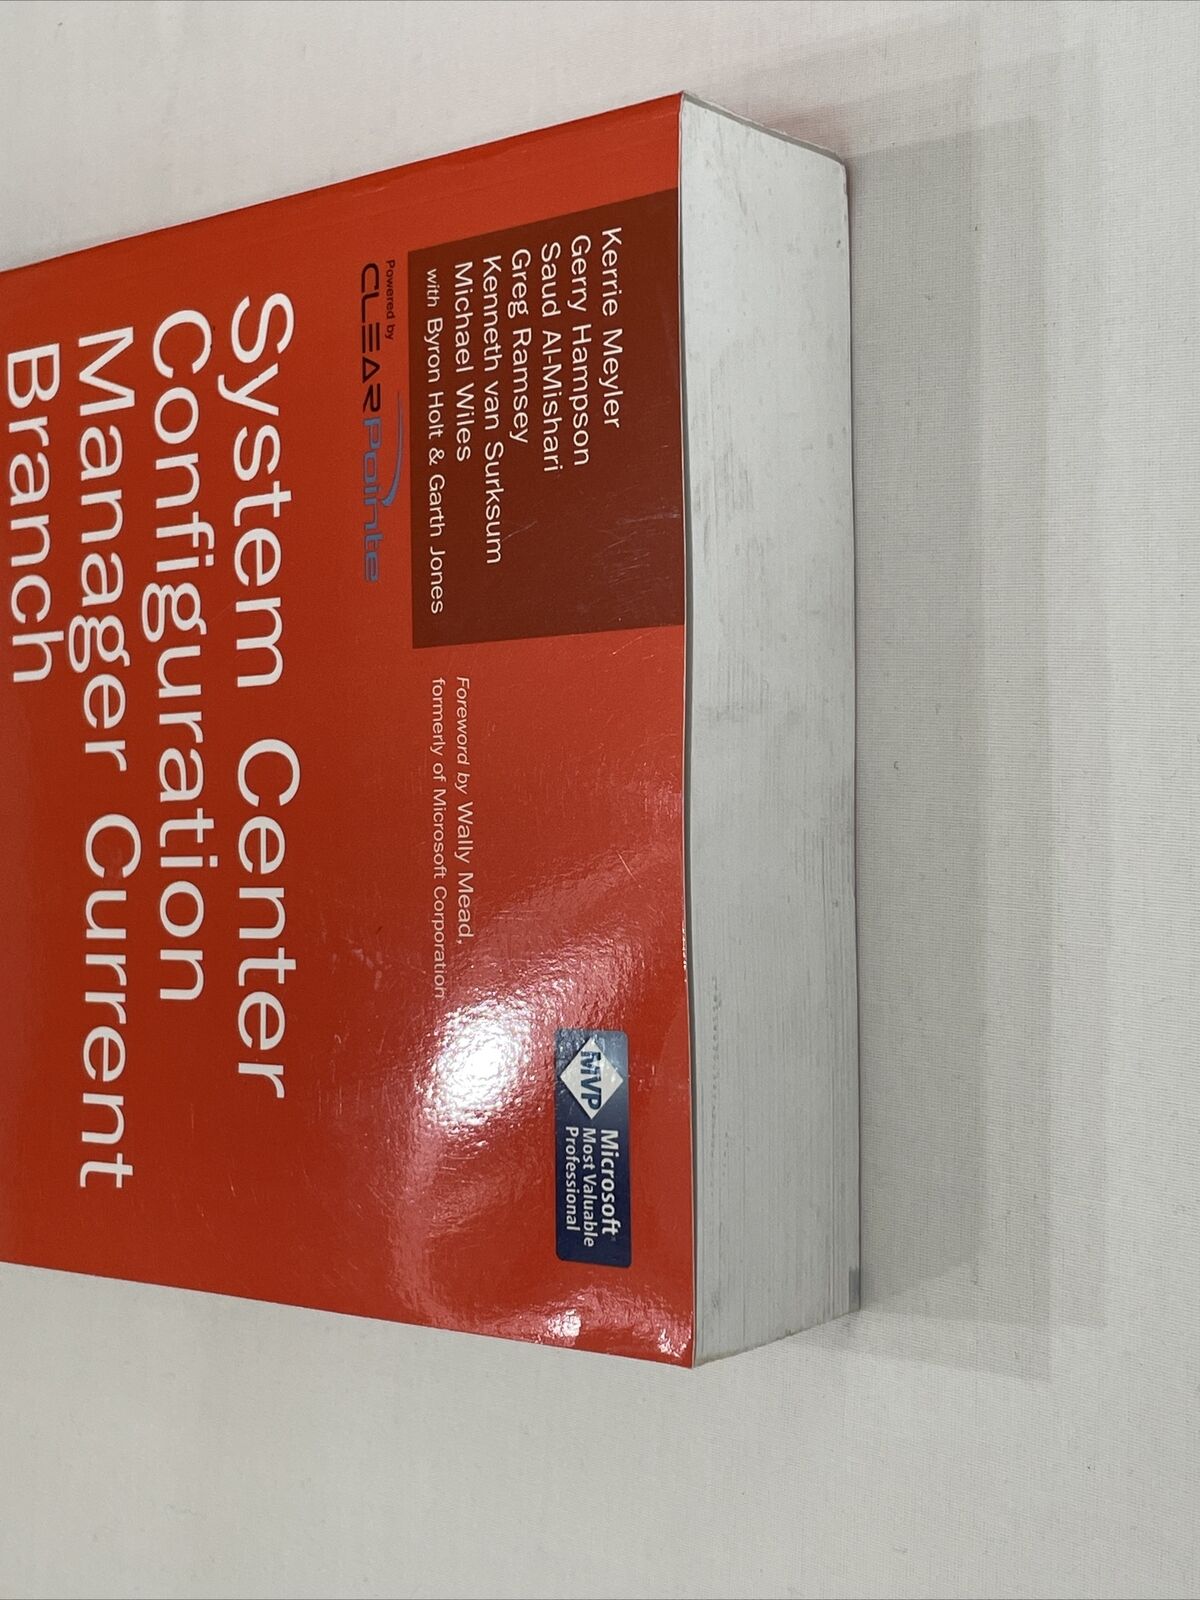 Kerrie Meyler
Gerry Hampson
Saud Al-Mishari
Greg Ramsey
Kenneth van Surksum
Michael Wiles
with Byron Holt & Garth Jones
Foreword by Wally Mead,
formerly of Microsoft Corporation
MVP
Microsoft®
Most Valuable
Professional
Powered by
CLEARPointe
System Center
Configuration
Manager Current
Branch